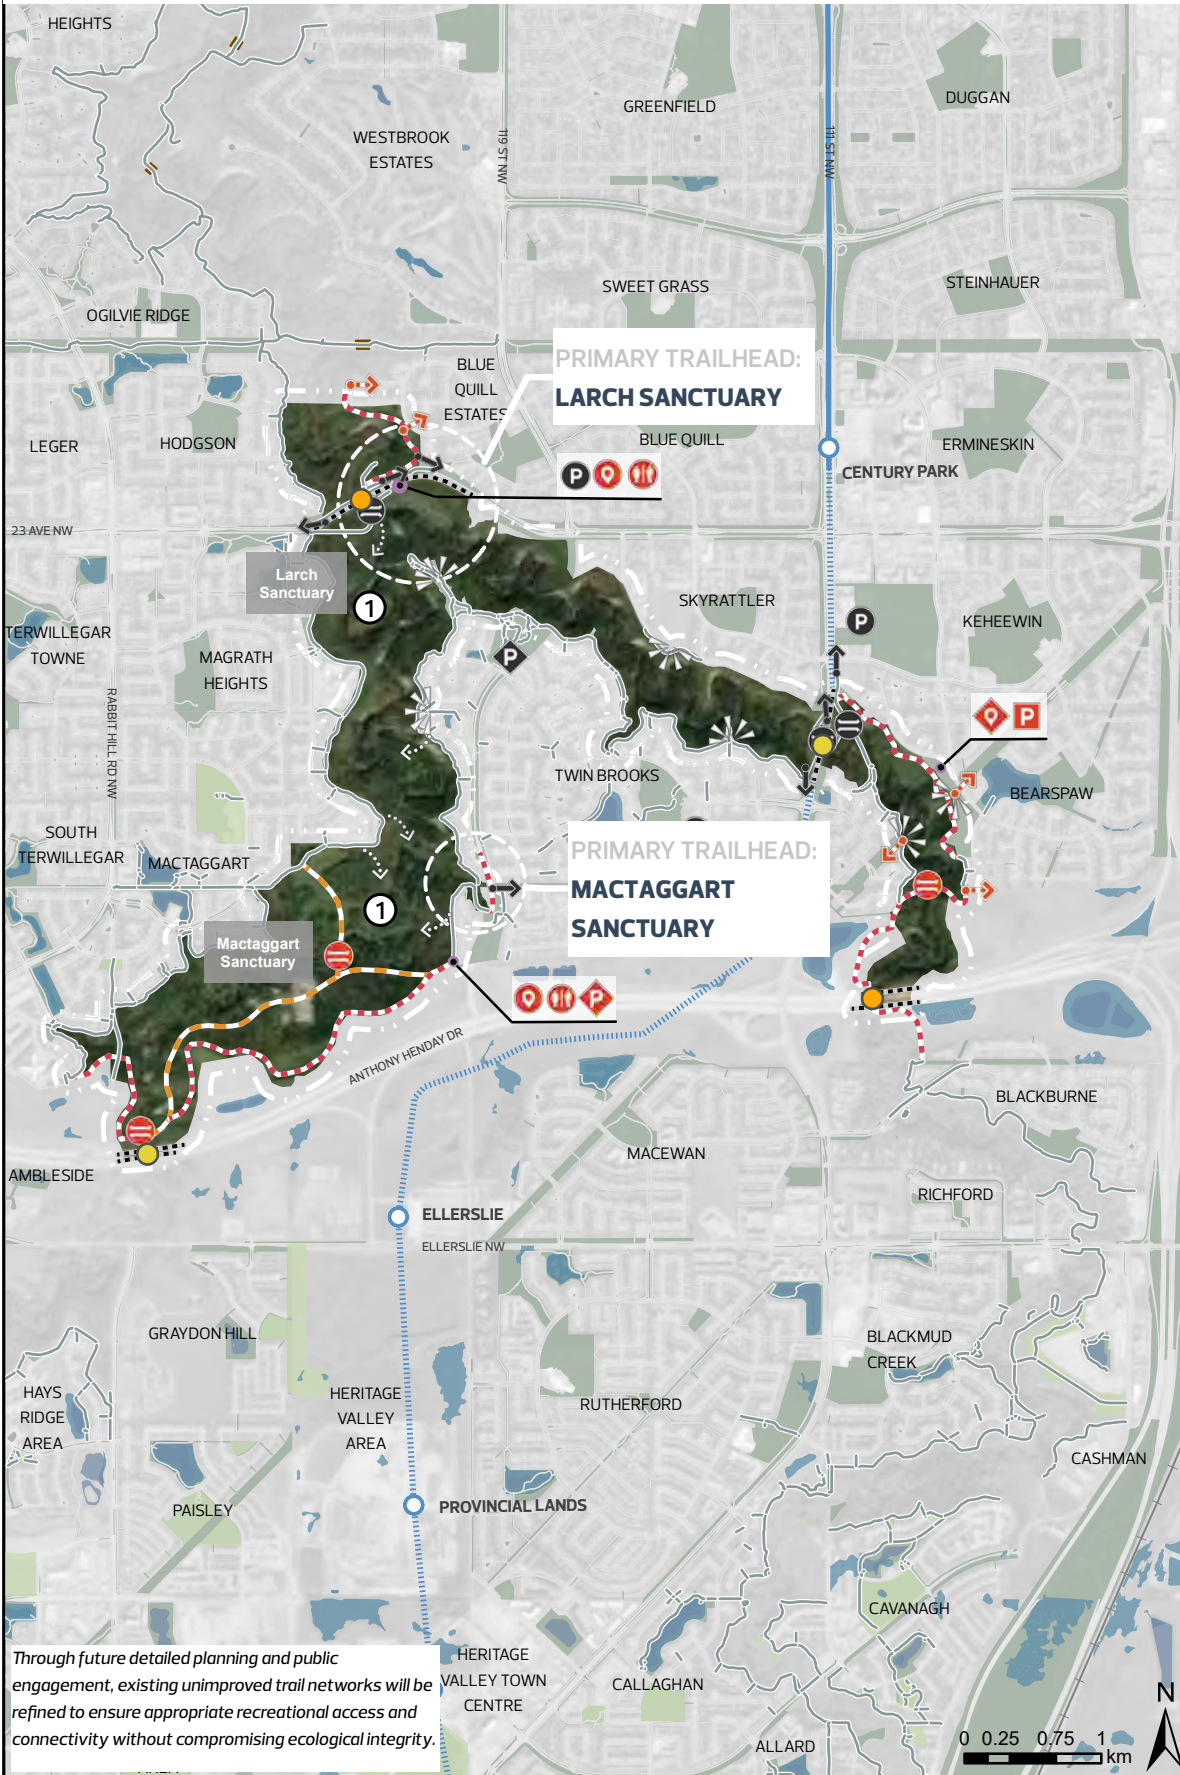 HEIGHTS
GREENFIELD
DUGGAN
WESTBROOK
ESTATES
119 ST NW
111 ST NW
SWEET GRASS
STEINHAUER
OGILVIE RIDGE
BLUE
QUILL
ESTATES
PRIMARY TRAILHEAD:
LARCH SANCTUARY
LEGER
HODGSON
BLUE QUILL
ERMINESKIN
CENTURY PARK
P
23 AVE NW
Larch
Sanctuary
1
SKYRATTLER
P
KEHEEWIN
TERWILLEGAR
TOWNE
MAGRATH
HEIGHTS
P
RABBIT HILL RD NW
P
TWIN BROOKS
BEARSPAW
SOUTH
TERWILLEGAR
MACTAGGART
PRIMARY TRAILHEAD:
MACTAGGART
SANCTUARY
1
Mactaggart
Sanctuary
P
ANTHONY HENDAY DR
BLACKBURNE
MACEWAN
AMBLESIDE
RICHFORD
ELLERSLIE
ELLERSLIE NW
GRAYDON HILL
BLACKMUD
CREEK
HAYS
RIDGE
AREA
HERITAGE
VALLEY
AREA
RUTHERFORD
CASHMAN
PAISLEY
PROVINCIAL LANDS
CAVANAGH
Through future detailed planning and public
engagement, existing unimproved trail networks will be
refined to ensure appropriate recreational access and
connectivity without compromising ecological integrity.
HERITAGE
VALLEY TOWN
CENTRE
CALLAGHAN
ALLARD
N
0 0.25 0.75 1
km